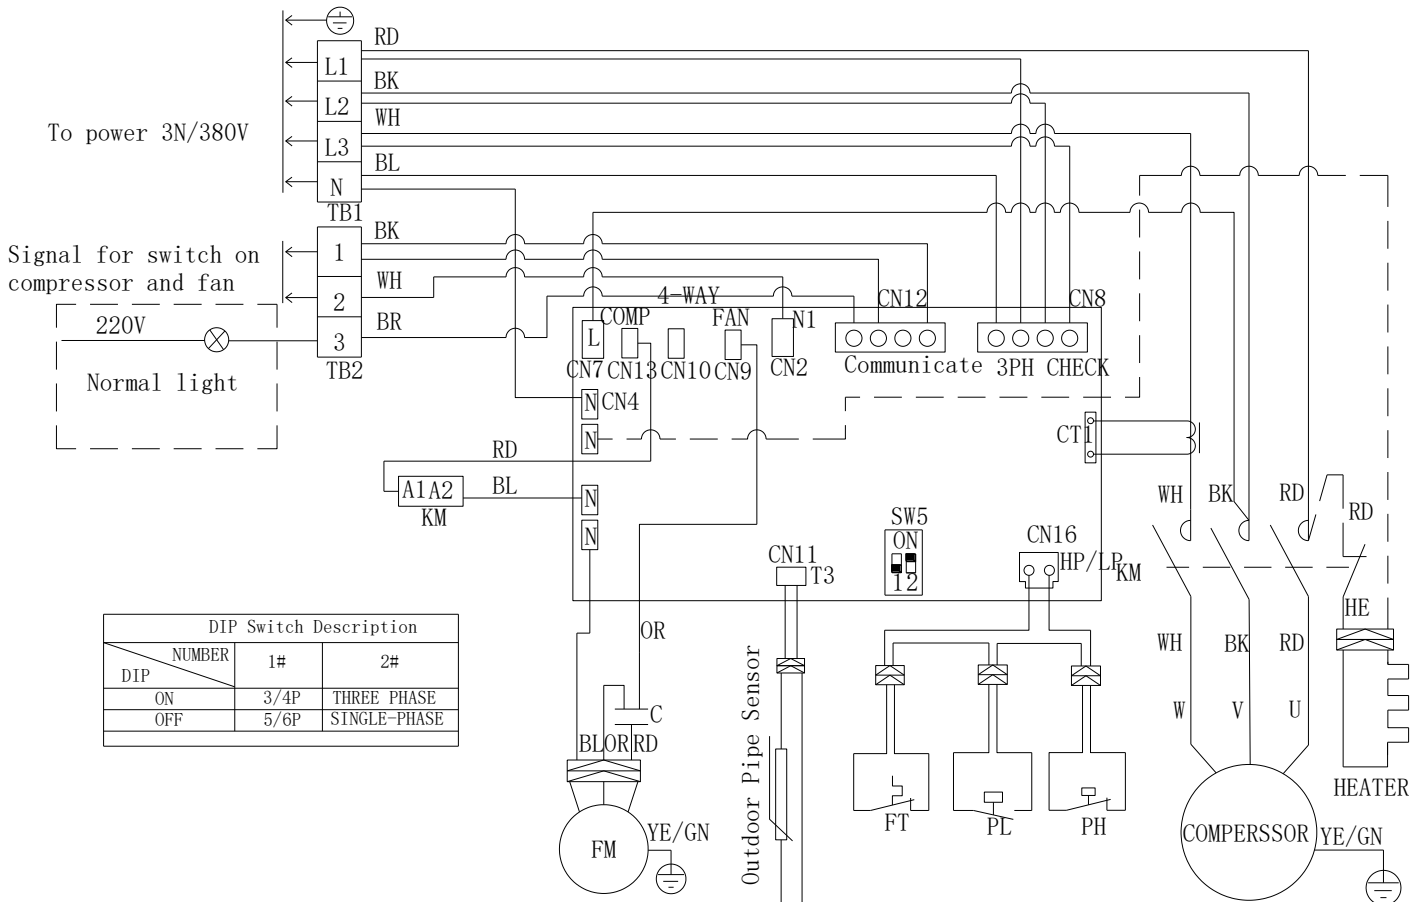 RD
L1
BK
L2
WH
To power 3N/380V
L3
BL
N
TB1
BK
Signal for switch on
compressor and fan
1
WH
2
4-WAY
CN12
CN8
220V
BR
COMP
FAN
N1
3
L
TB2
CN7
CN13
CN10
CN9
CN2
Communicate
3PH CHECK
Normal light
N
CN4
N
CT1
RD
A1A2
BL
N
KM
N
WH
BK
RD
RD
SW5
ON
12
CN16
HP/LP
KM
CN11
T3
HE
DIP Switch Description
NUMBER
DIP
1#
2#
ON
3/4P
THREE PHASE
OFF
5/6P
SINGLE-PHASE
OR
WH
BK
RD
Outdoor Pipe Sensor
C
W
V
U
BL
OR
RD
HEATER
FT
PL
PH
FM
YE/GN
COMPERSSOR
YE/GN